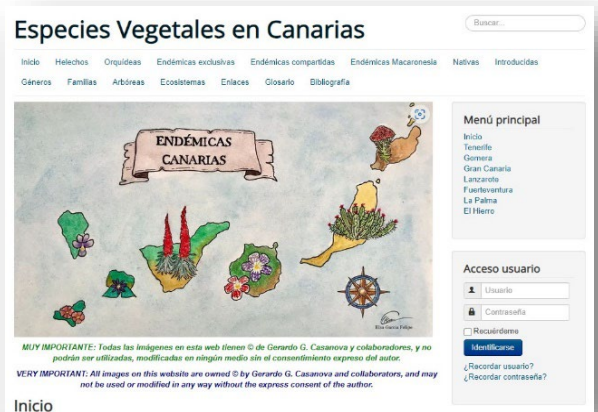 Especies Vegetales en Canarias
Buscar...
Inicio Helechos Orquídeas Endémicas exclusivas Endémicas compartidas Endémicas Macaronesia Nativas Introducidas
Géneros Familias Arbóreas Ecosistemas Enlaces Glosario Bibliografía
ENDÉMICAS
CANARIAS
Elsa García Felipe
MUY IMPORTANTE: Todas las imágenes en esta web tienen © de Gerardo G. Casanova y colaboradores, y no
podrán ser utilizadas, modificadas en ningún medio sin el consentimiento expreso del autor.
VERY IMPORTANT: All images on this website are owned © by Gerardo G. Casanova and collaborators, and may
not be used or modified in any way without the express consent of the author.
Inicio
Menú principal
Inicio
Tenerife
Gomera
Gran Canaria
Lanzarote
Fuerteventura
La Palma
El Hierro
Acceso usuario
Usuario
Contraseña
Recuérdeme
Identificarse
¿Recordar usuario?
¿Recordar contraseña?